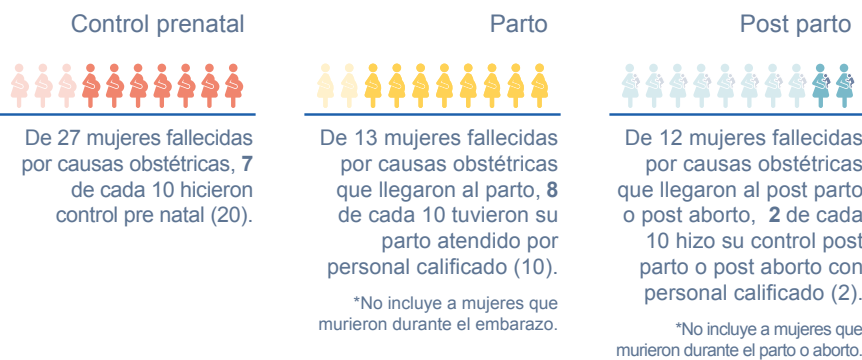 Control prenatal
De 27 mujeres fallecidas
por causas obstétricas, 7
de cada 10 hicieron
control pre natal (20).
Parto
De 13 mujeres fallecidas
por causas obstétricas
que llegaron al parto, 8
de cada 10 tuvieron su
parto atendido por
personal calificado (10).
*No incluye a mujeres que
murieron durante el embarazo.
Post parto
De 12 mujeres fallecidas
por causas obstétricas
que llegaron al post parto
o post aborto, 2 de cada
10 hizo su control post
parto o post aborto con
personal calificado (2).
*No incluye a mujeres que
murieron durante el parto o aborto.